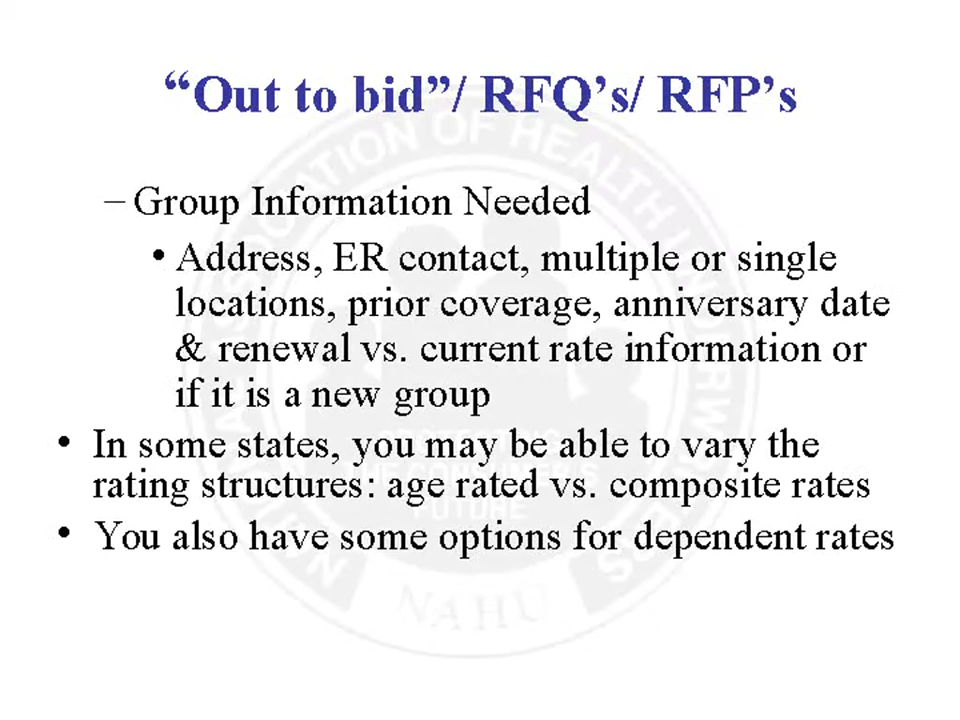 “Out to bid”/ RFQ’s/ RFP’s
– Group Information Needed
• Address, ER contact, multiple or single
locations, prior coverage, anniversary date
& renewal vs. current rate information or
if it is a new group
• In some states, you may be able to vary the
rating structures: age rated vs. composite rates
• You also have some options for dependent rates
NAHU